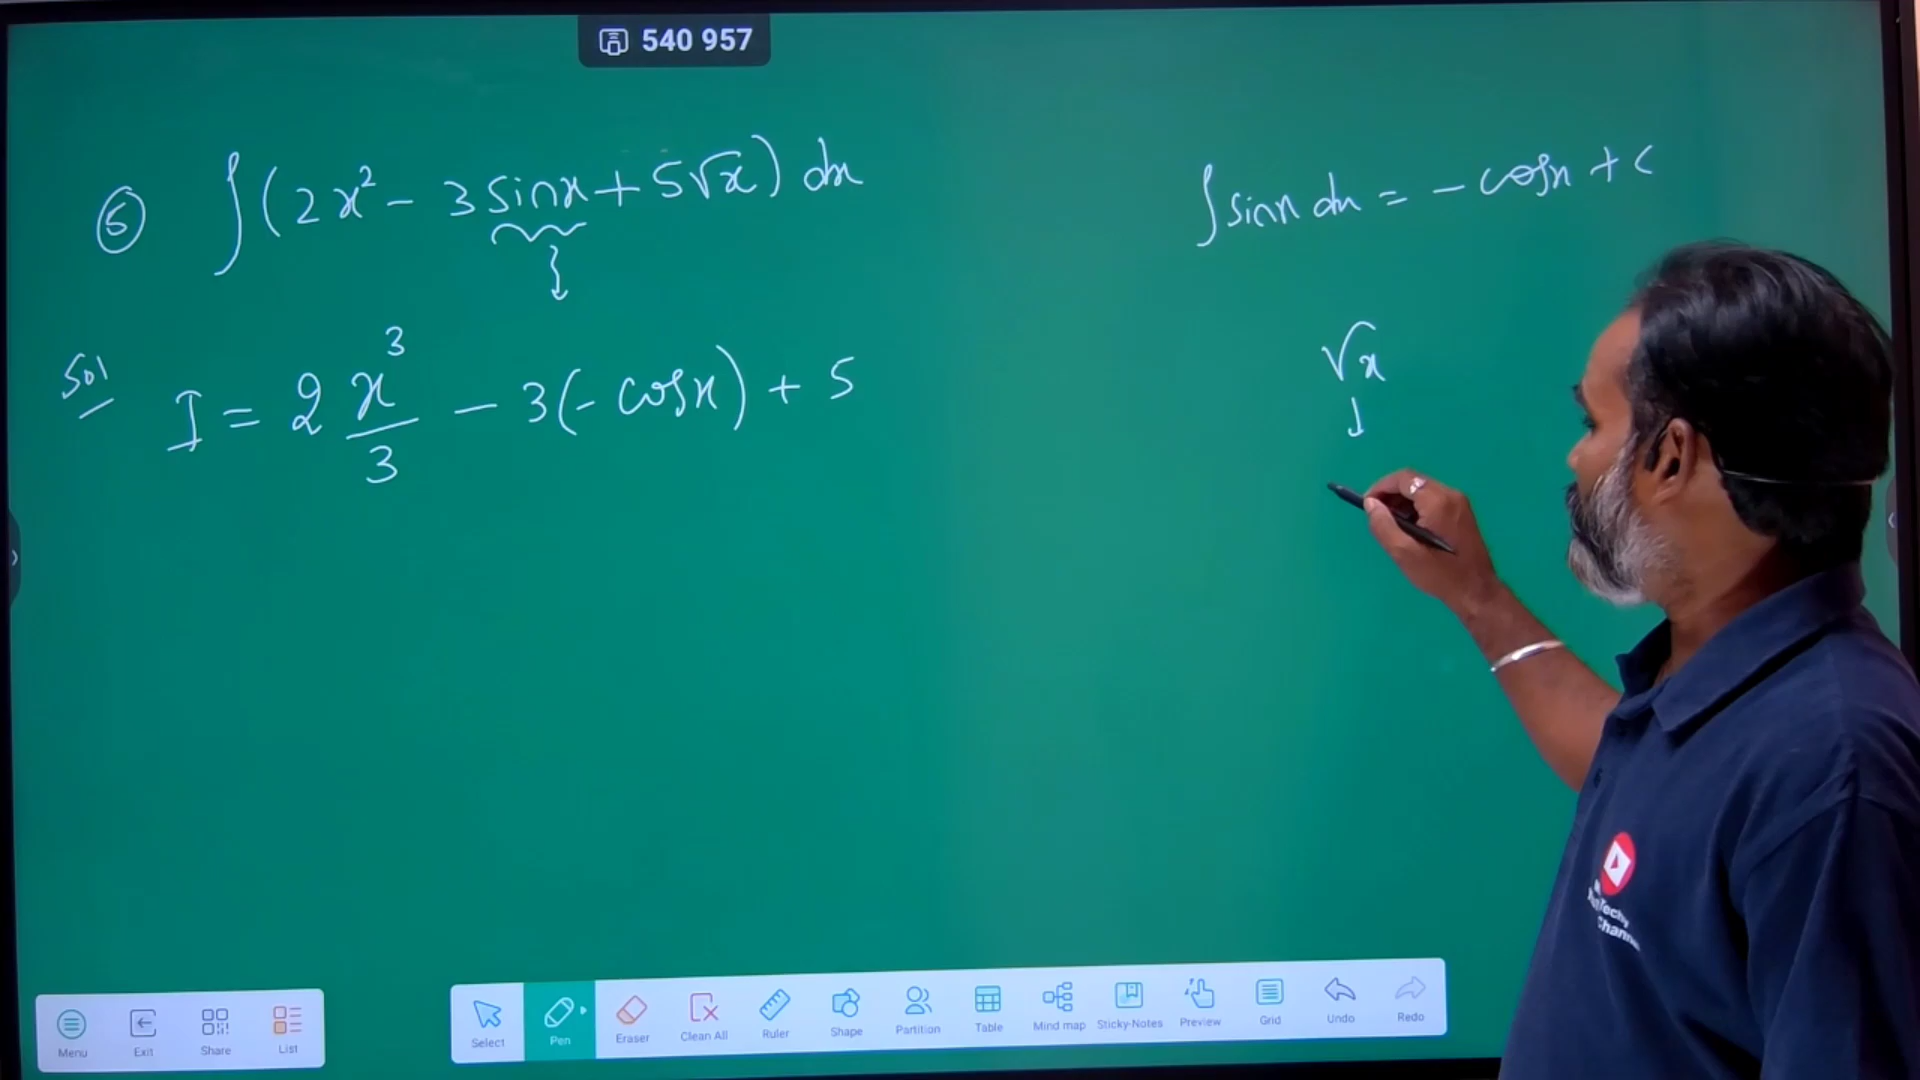 540 957
⑤ ∫(2x² - 3 sinx + 5√x) dx
∫ sinx dx = - cosx + c
Sol
I = 2 x³/3 - 3(- cosx) + 5
√x
↓
Menu
Exit
Share
List
Select
Pen
Eraser
Clean All
Ruler
Shape
Partition
Table
Mind map
Sticky-Notes
Preview
Grid
Undo
Redo